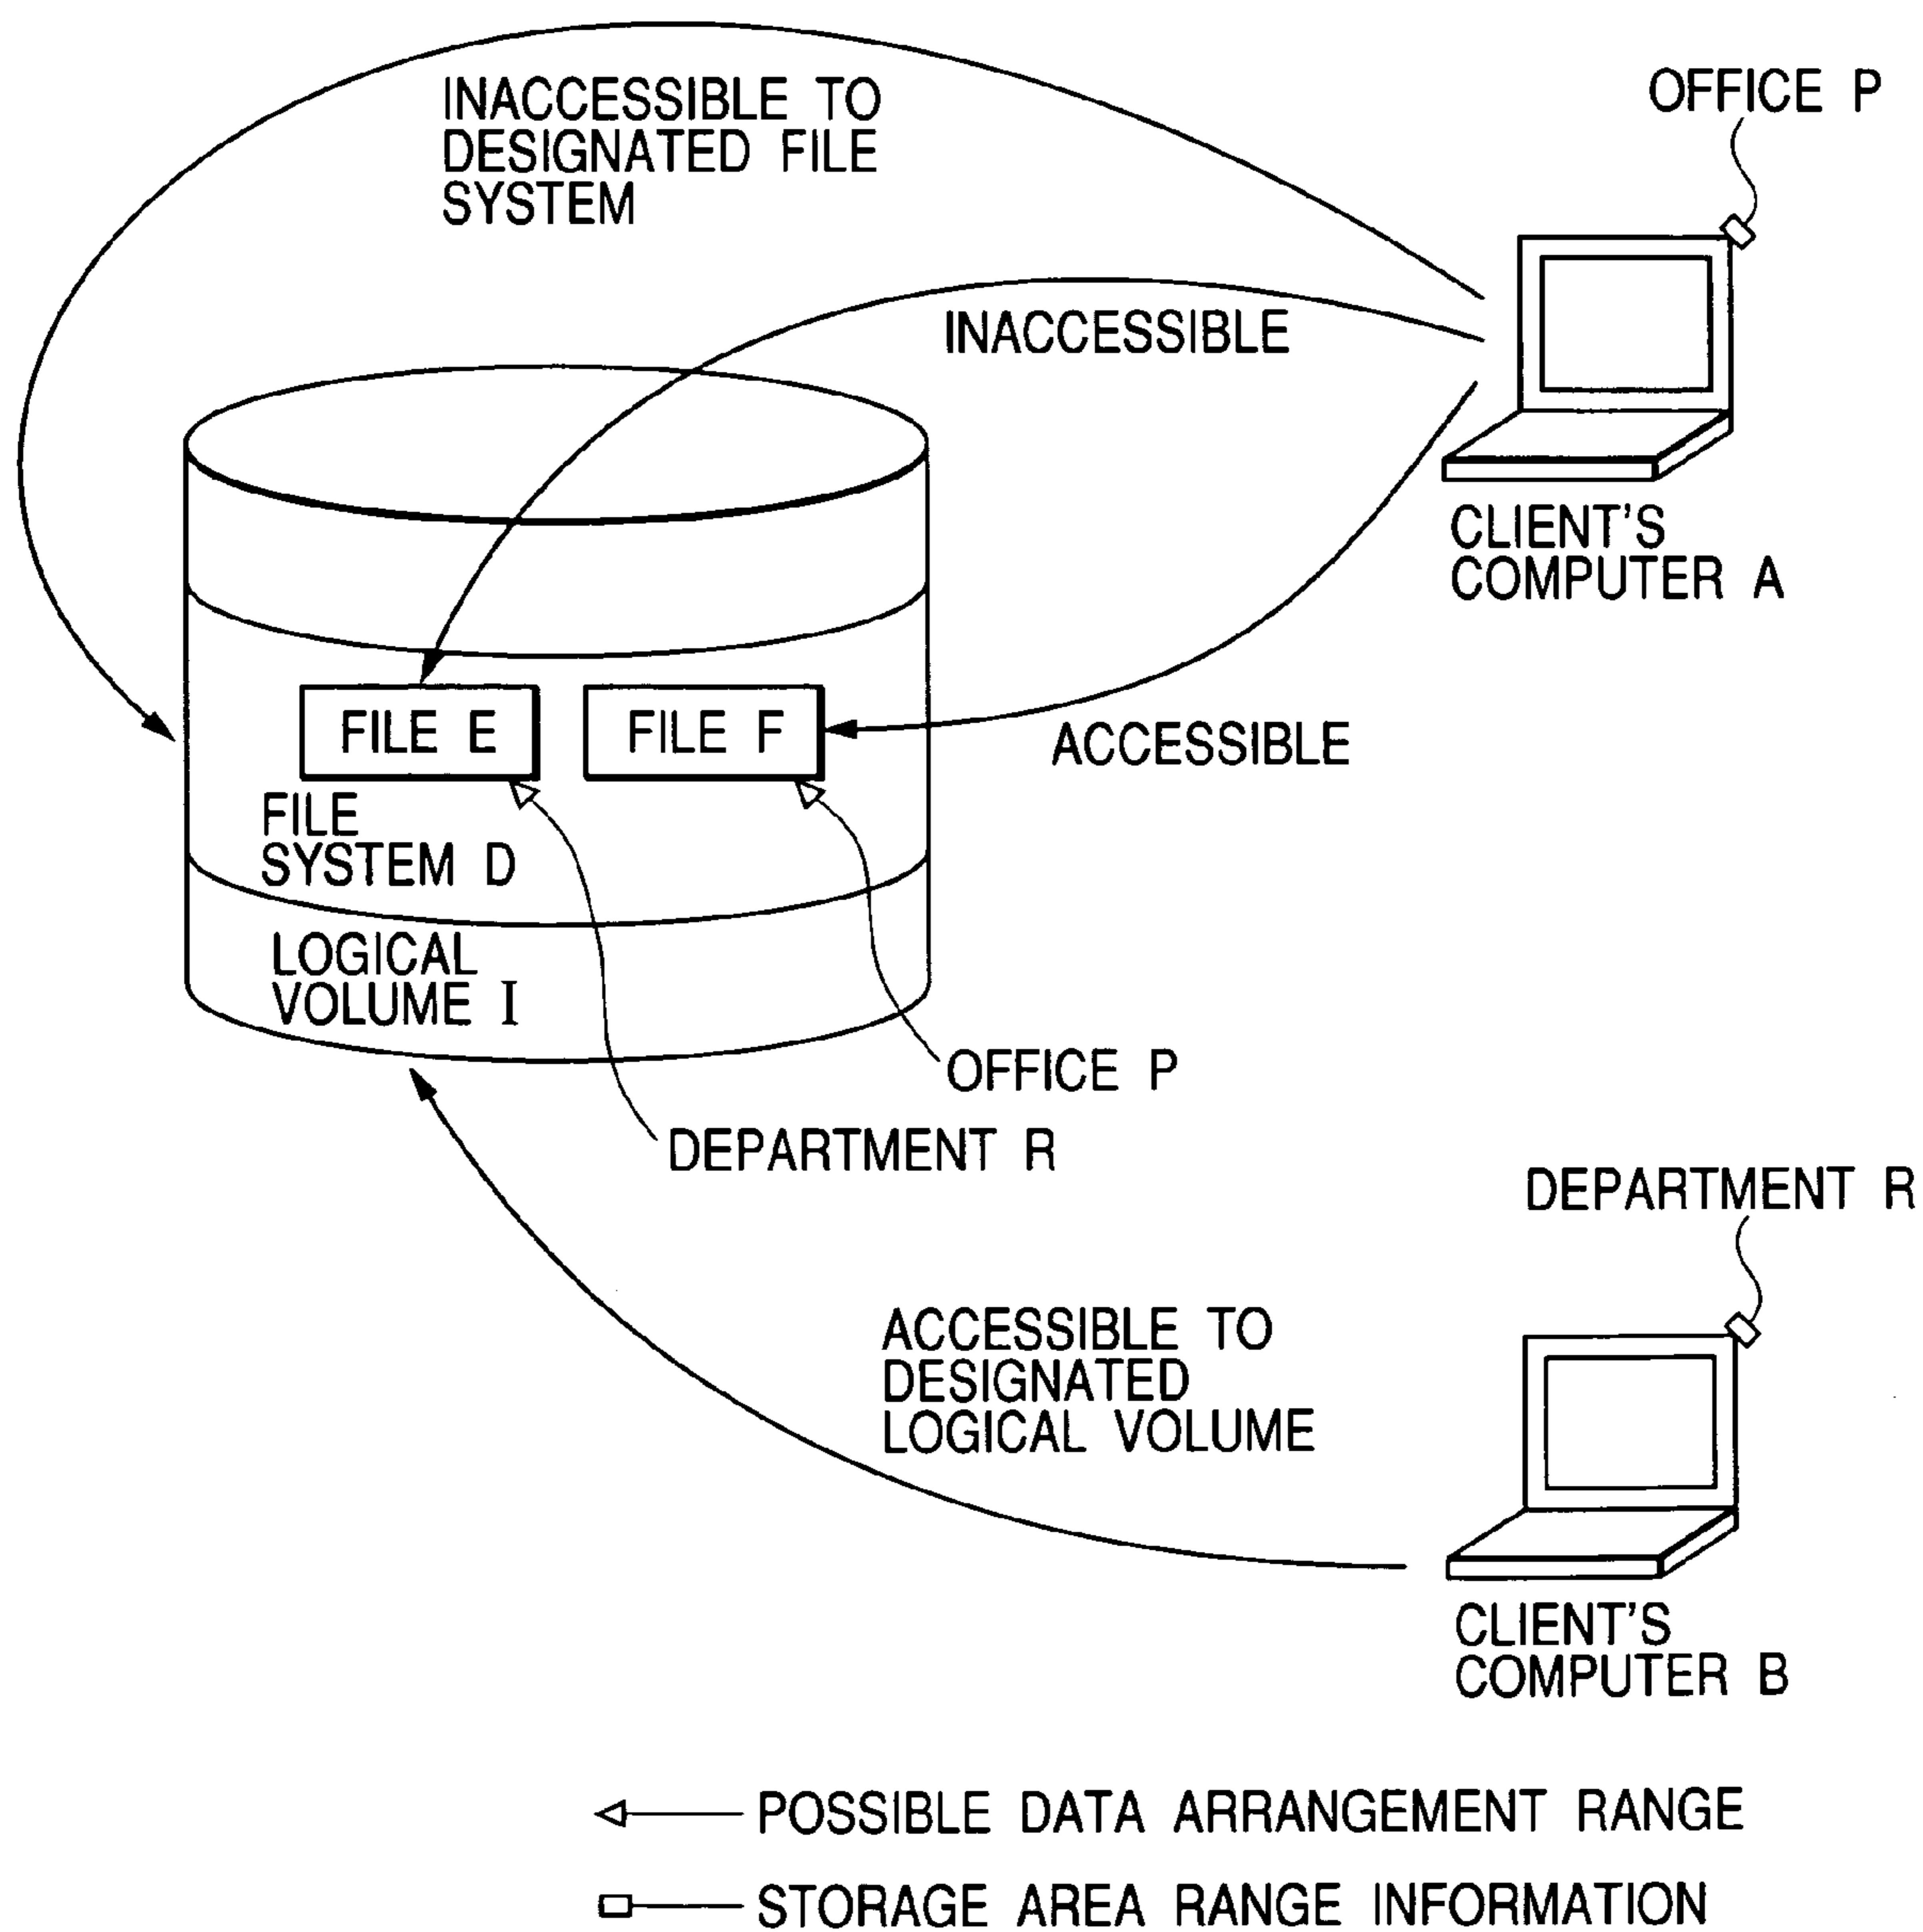 INACCESSIBLE TO
DESIGNATED FILE
SYSTEM
OFFICE P
INACCESSIBLE
CLIENT'S
COMPUTER A
FILE E
FILE F
ACCESSIBLE
FILE
SYSTEM D
LOGICAL
VOLUME I
OFFICE P
DEPARTMENT R
DEPARTMENT R
ACCESSIBLE TO
DESIGNATED
LOGICAL VOLUME
CLIENT'S
COMPUTER B
POSSIBLE DATA ARRANGEMENT RANGE
STORAGE AREA RANGE INFORMATION